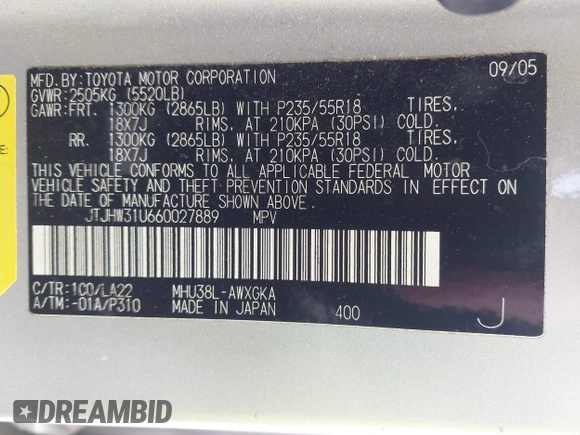 MFD.BY:TOYOTA MOTOR CORPORATION 09/05
GVWR:2505KG (5520LB)
GAWR:FRT. 1300KG (2865LB) WITH P235/55R18 TIRES,
18X7J RIMS, AT 210KPA (30PSI) COLD.
RR. 1300KG (2865LB) WITH P235/55R18 TIRES,
18X7J RIMS, AT 210KPA (30PSI) COLD.
THIS VEHICLE CONFORMS TO ALL APPLICABLE FEDERAL MOTOR
VEHICLE SAFETY AND THEFT PREVENTION STANDARDS IN EFFECT ON
THE DATE OF MANUFACTURE SHOWN ABOVE.
JTJHW31U660027889 MPV
C/TR:1C0/LA22 MHU38L-AWXGKA
A/TM:-01A/P310 MADE IN JAPAN 400 J
E:
DREAMBID